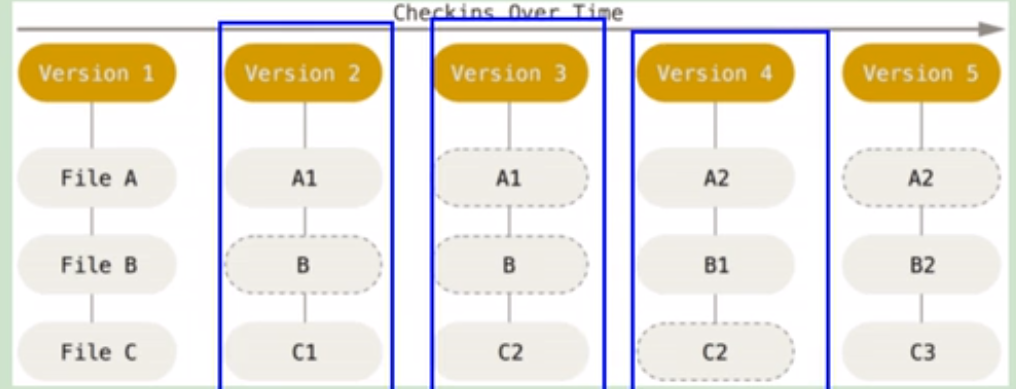 Checkins Over Time
Version 1 Version 2 Version 3 Version 4 Version 5
File A A1 A1 A2 A2
File B B B B1 B2
File C C1 C2 C2 C3